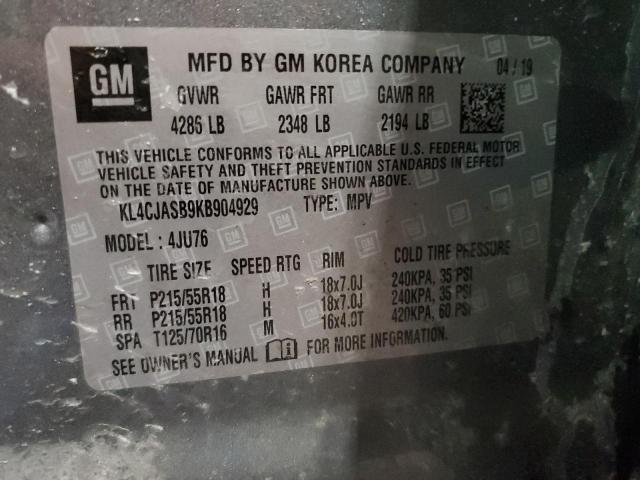 GM MFD BY GM KOREA COMPANY 04 / 19
GVWR GAWR FRT GAWR RR
4285 LB 2348 LB 2194 LB
THIS VEHICLE CONFORMS TO ALL APPLICABLE U.S. FEDERAL MOTOR
VEHICLE SAFETY AND THEFT PREVENTION STANDARDS IN EFFECT
ON THE DATE OF MANUFACTURE SHOWN ABOVE.
KL4CJASB9KB904929 TYPE: MPV
MODEL : 4JU76
TIRE SIZE SPEED RTG RIM COLD TIRE PRESSURE
FRT P215/55R18 H 18x7.0J 240KPA, 35 PSI
RR P215/55R18 H 18x7.0J 240KPA, 35 PSI
SPA T125/70R16 M 16x4.0T 420KPA, 60 PSI
SEE OWNER'S MANUAL FOR MORE INFORMATION.